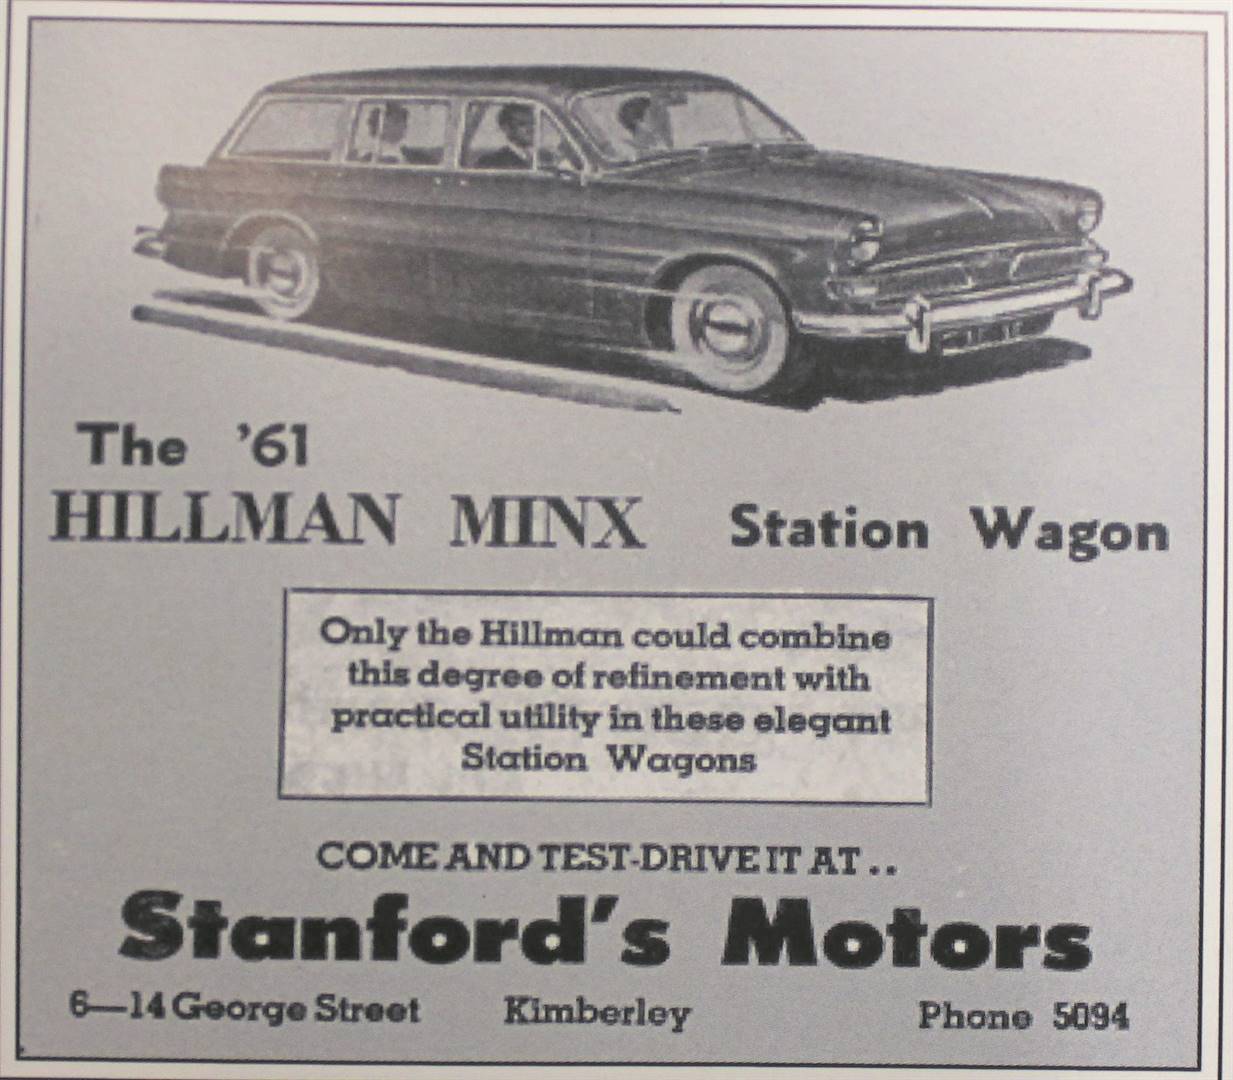 The '61
HILLMAN MINX Station Wagon
Only the Hillman could combine
this degree of refinement with
practical utility in these elegant
Station Wagons
COME AND TEST-DRIVE IT AT . .
Stanford's Motors
6—14 George Street Kimberley Phone 5094